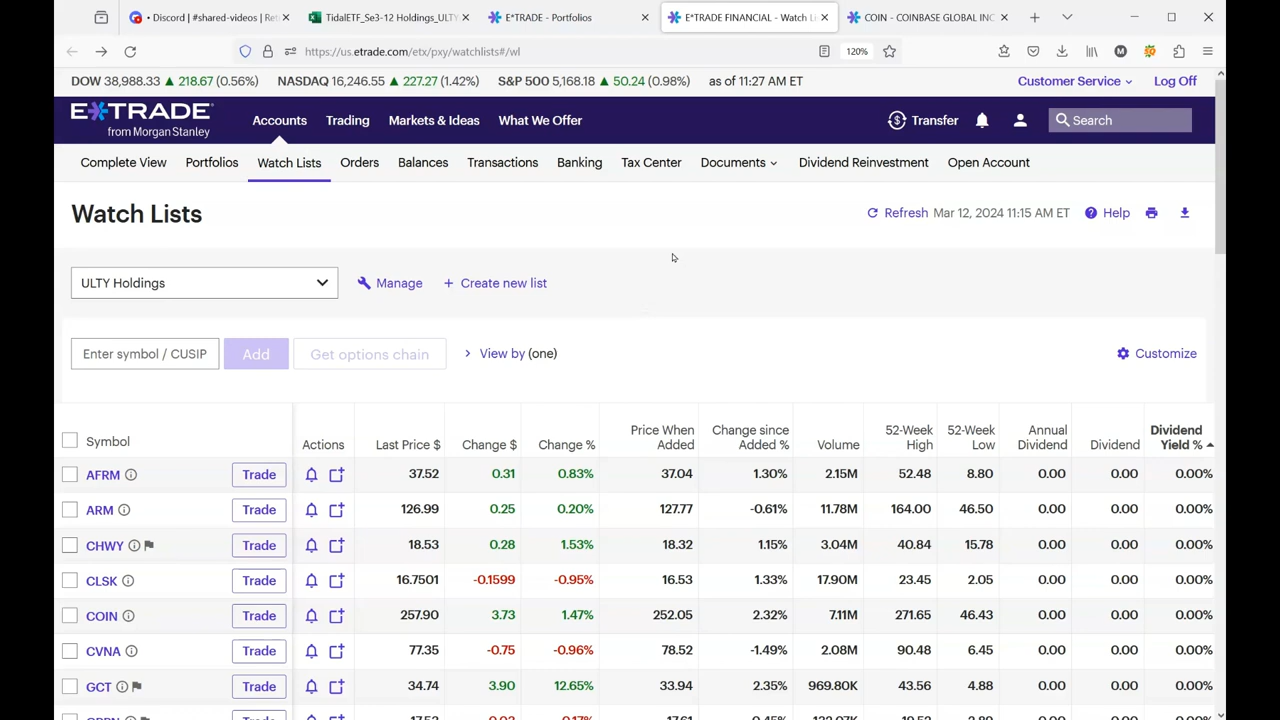 Discord | #shared-videos | Ret
TidalETF_Se3-12 Holdings_ULTY
E*TRADE - Portfolios
E*TRADE FINANCIAL - Watch Li
COIN - COINBASE GLOBAL INC
https://us.etrade.com/etx/pxy/watchlists#/wl
120%
DOW 38,988.33 ▲ 218.67 (0.56%) NASDAQ 16,246.55 ▲ 227.27 (1.42%) S&P 500 5,168.18 ▲ 50.24 (0.98%) as of 11:27 AM ET
Customer Service Log Off
E*TRADE
from Morgan Stanley
Accounts Trading Markets & Ideas What We Offer Transfer Search
Complete View Portfolios Watch Lists Orders Balances Transactions Banking Tax Center Documents Dividend Reinvestment Open Account
Watch Lists
Refresh Mar 12, 2024 11:15 AM ET Help
ULTY Holdings Manage + Create new list
Enter symbol / CUSIP Add Get options chain View by (one) Customize
Symbol Actions Last Price $ Change $ Change % Price When Added Change since Added % Volume 52-Week High 52-Week Low Annual Dividend Dividend Dividend Yield %
AFRM Trade 37.52 0.31 0.83% 37.04 1.30% 2.15M 52.48 8.80 0.00 0.00 0.00%
ARM Trade 126.99 0.25 0.20% 127.77 -0.61% 11.78M 164.00 46.50 0.00 0.00 0.00%
CHWY Trade 18.53 0.28 1.53% 18.32 1.15% 3.04M 40.84 15.78 0.00 0.00 0.00%
CLSK Trade 16.7501 -0.1599 -0.95% 16.53 1.33% 17.90M 23.45 2.05 0.00 0.00 0.00%
COIN Trade 257.90 3.73 1.47% 252.05 2.32% 7.11M 271.65 46.43 0.00 0.00 0.00%
CVNA Trade 77.35 -0.75 -0.96% 78.52 -1.49% 2.08M 90.48 6.45 0.00 0.00 0.00%
GCT Trade 34.74 3.90 12.65% 33.94 2.35% 969.80K 43.56 4.88 0.00 0.00 0.00%